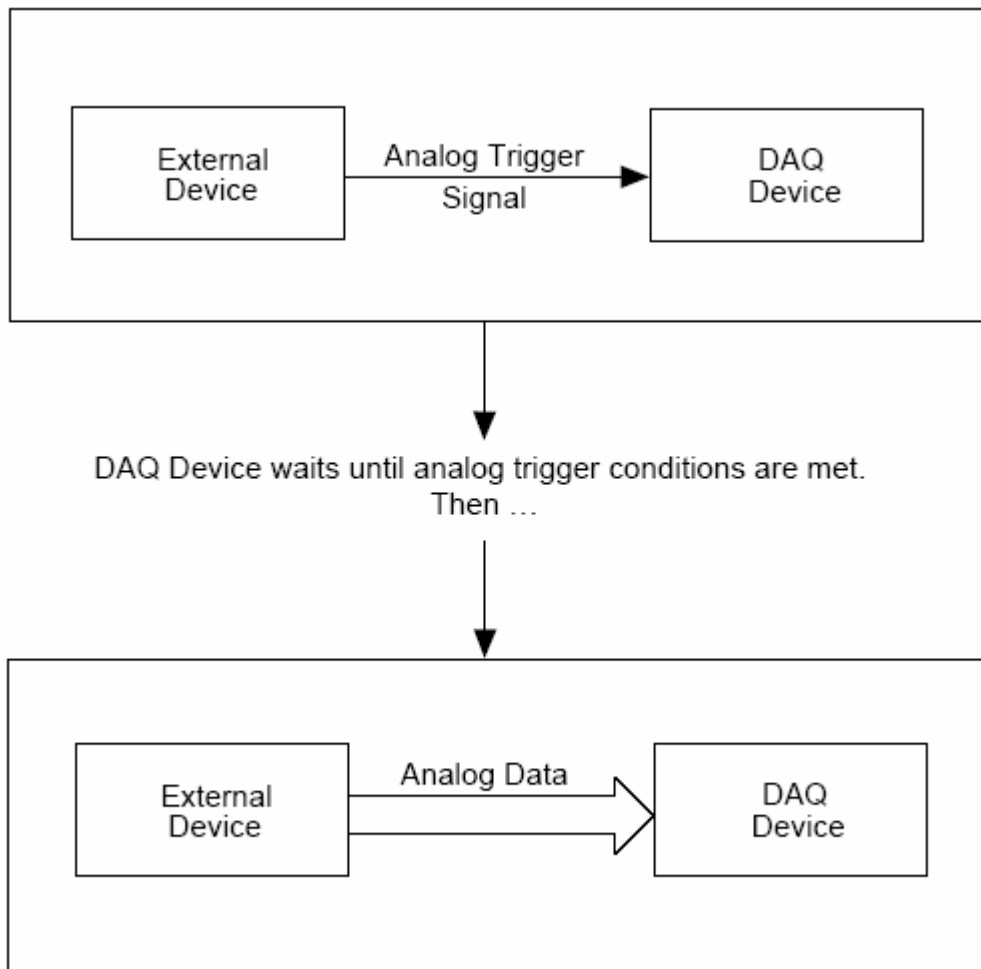 External
Device
Analog Trigger
Signal
DAQ
Device
DAQ Device waits until analog trigger conditions are met.
Then …
External
Device
Analog Data
DAQ
Device